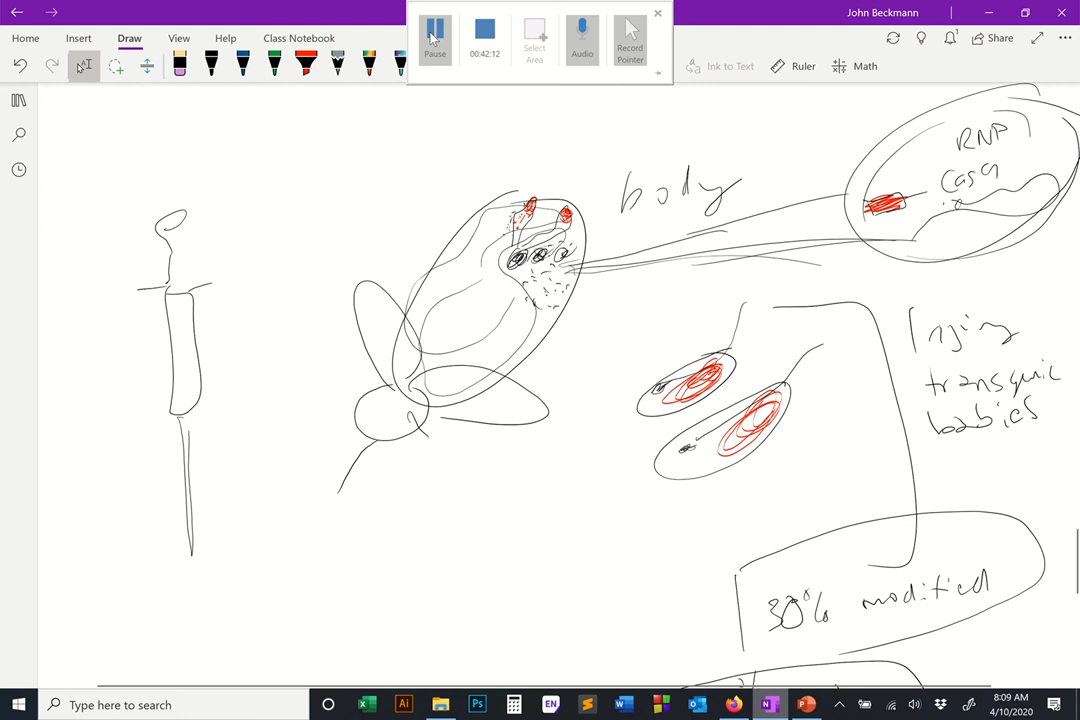 John Beckmann
Home Insert Draw View Help Class Notebook
Share
Pause
00:42:12
Select Area
Audio
Record Pointer
Ink to Text Ruler Math
RNP
Cas9
body
transgenic
babies
30% modified
Type here to search
EN
8:09 AM
4/10/2020